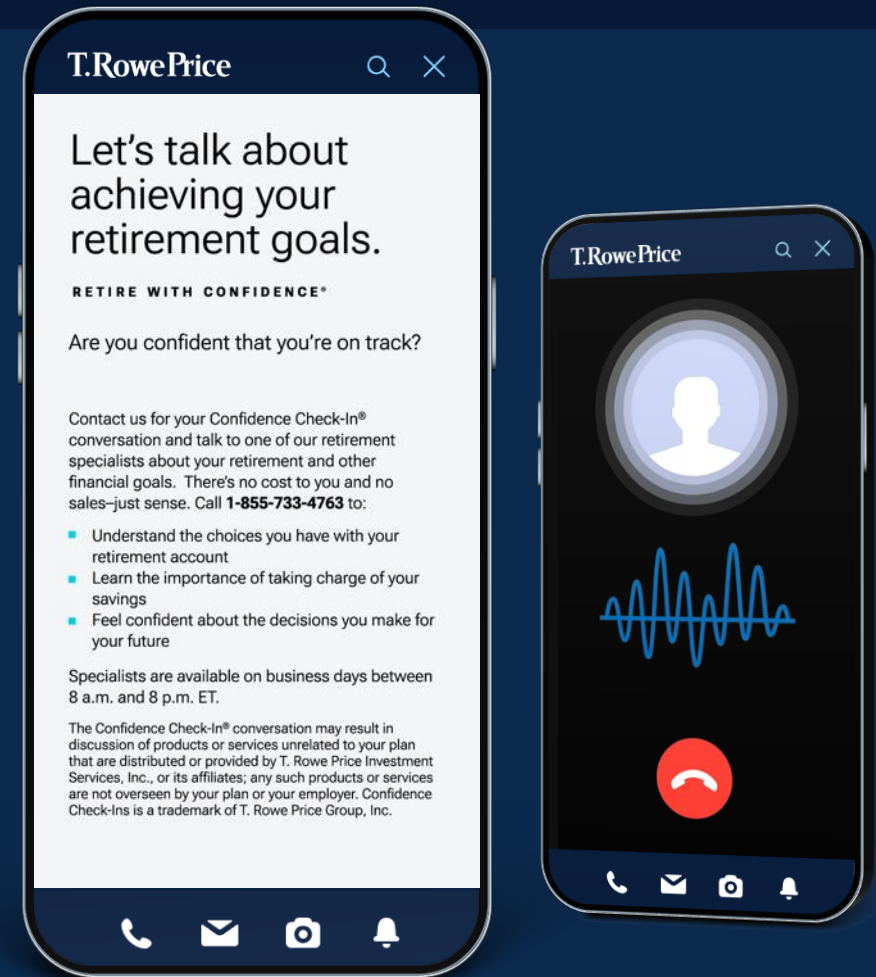 T.RowePrice
Let's talk about
achieving your
retirement goals.
RETIRE WITH CONFIDENCE®
Are you confident that you're on track?
Contact us for your Confidence Check-In®
conversation and talk to one of our retirement
specialists about your retirement and other
financial goals.  There's no cost to you and no
sales–just sense. Call 1-855-733-4763 to:
Understand the choices you have with your
retirement account
Learn the importance of taking charge of your
savings
Feel confident about the decisions you make for
your future
Specialists are available on business days between
8 a.m. and 8 p.m. ET.
The Confidence Check-In® conversation may result in
discussion of products or services unrelated to your plan
that are distributed or provided by T. Rowe Price Investment
Services, Inc., or its affiliates; any such products or services
are not overseen by your plan or your employer. Confidence
Check-Ins is a trademark of T. Rowe Price Group, Inc.
T.RowePrice